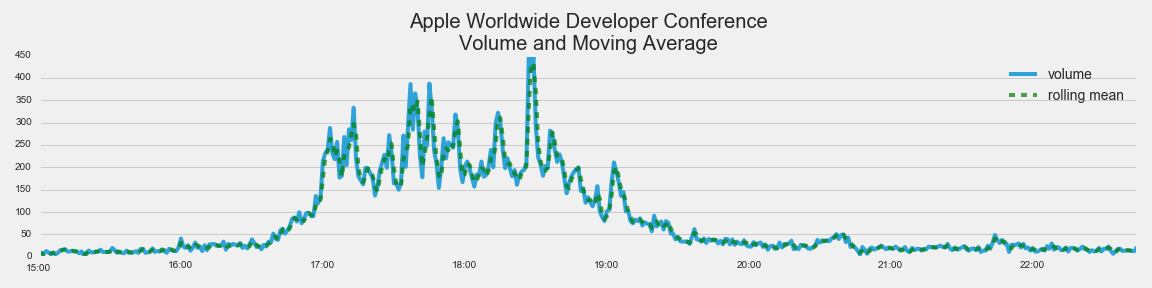 Apple Worldwide Developer Conference
Volume and Moving Average
450
400
350
300
250
200
150
100
50
0
volume
rolling mean
15:00 16:00 17:00 18:00 19:00 20:00 21:00 22:00